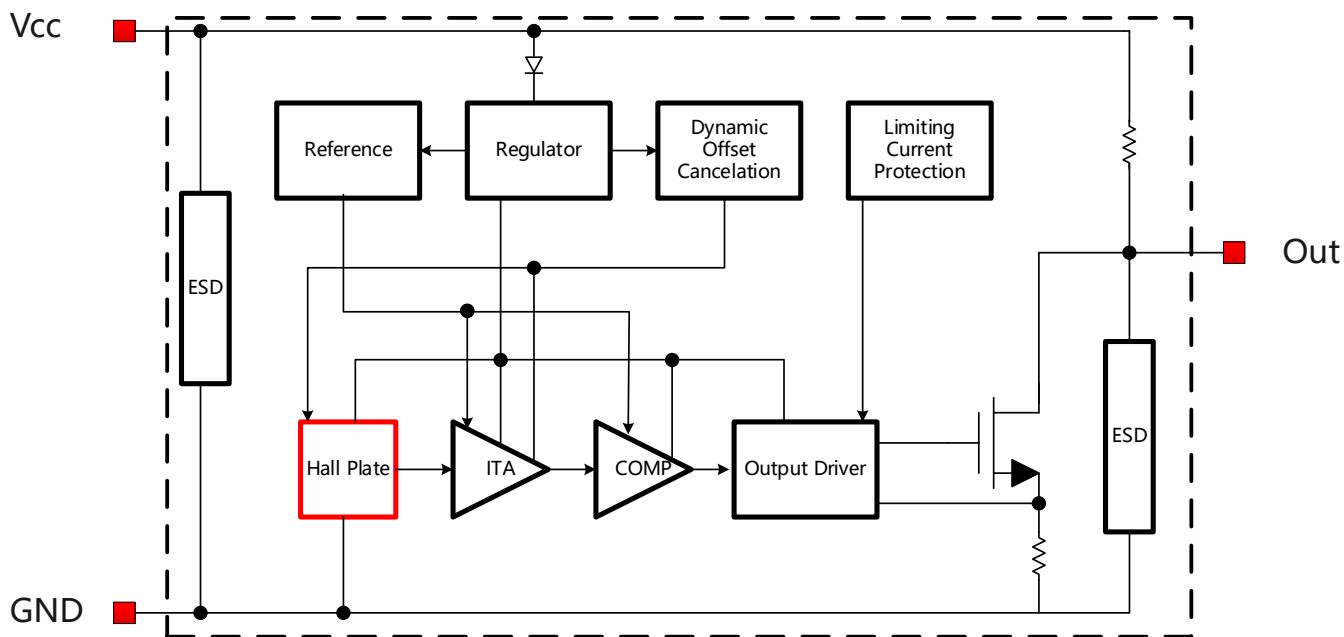 Vcc
Reference
Regulator
Dynamic
Offset
Cancelation
Limiting
Current
Protection
Out
ESD
Hall Plate
ITA
COMP
Output Driver
ESD
GND